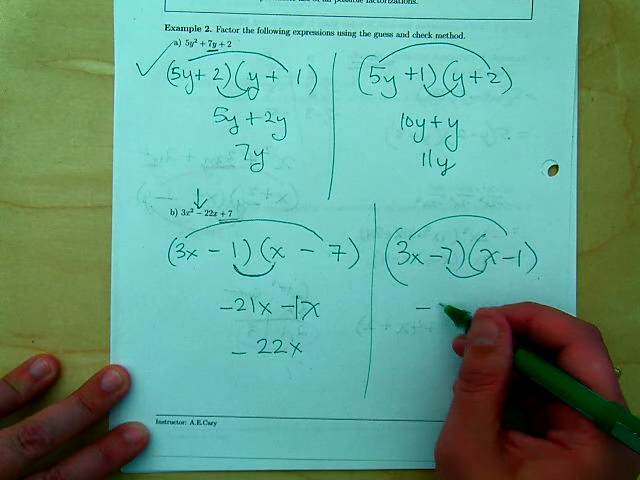 Example 2. Factor the following expressions using the guess and check method.
a) 5y² + 7y + 2
(5y + 2)(y + 1)
5y + 2y
7y
(5y + 1)(y + 2)
10y + y
11y
b) 3x² − 22x + 7
(3x − 1)(x − 7)
−21x − 1x
− 22x
(3x − 7)(x − 1)
−
Instructor: A.E.Cary